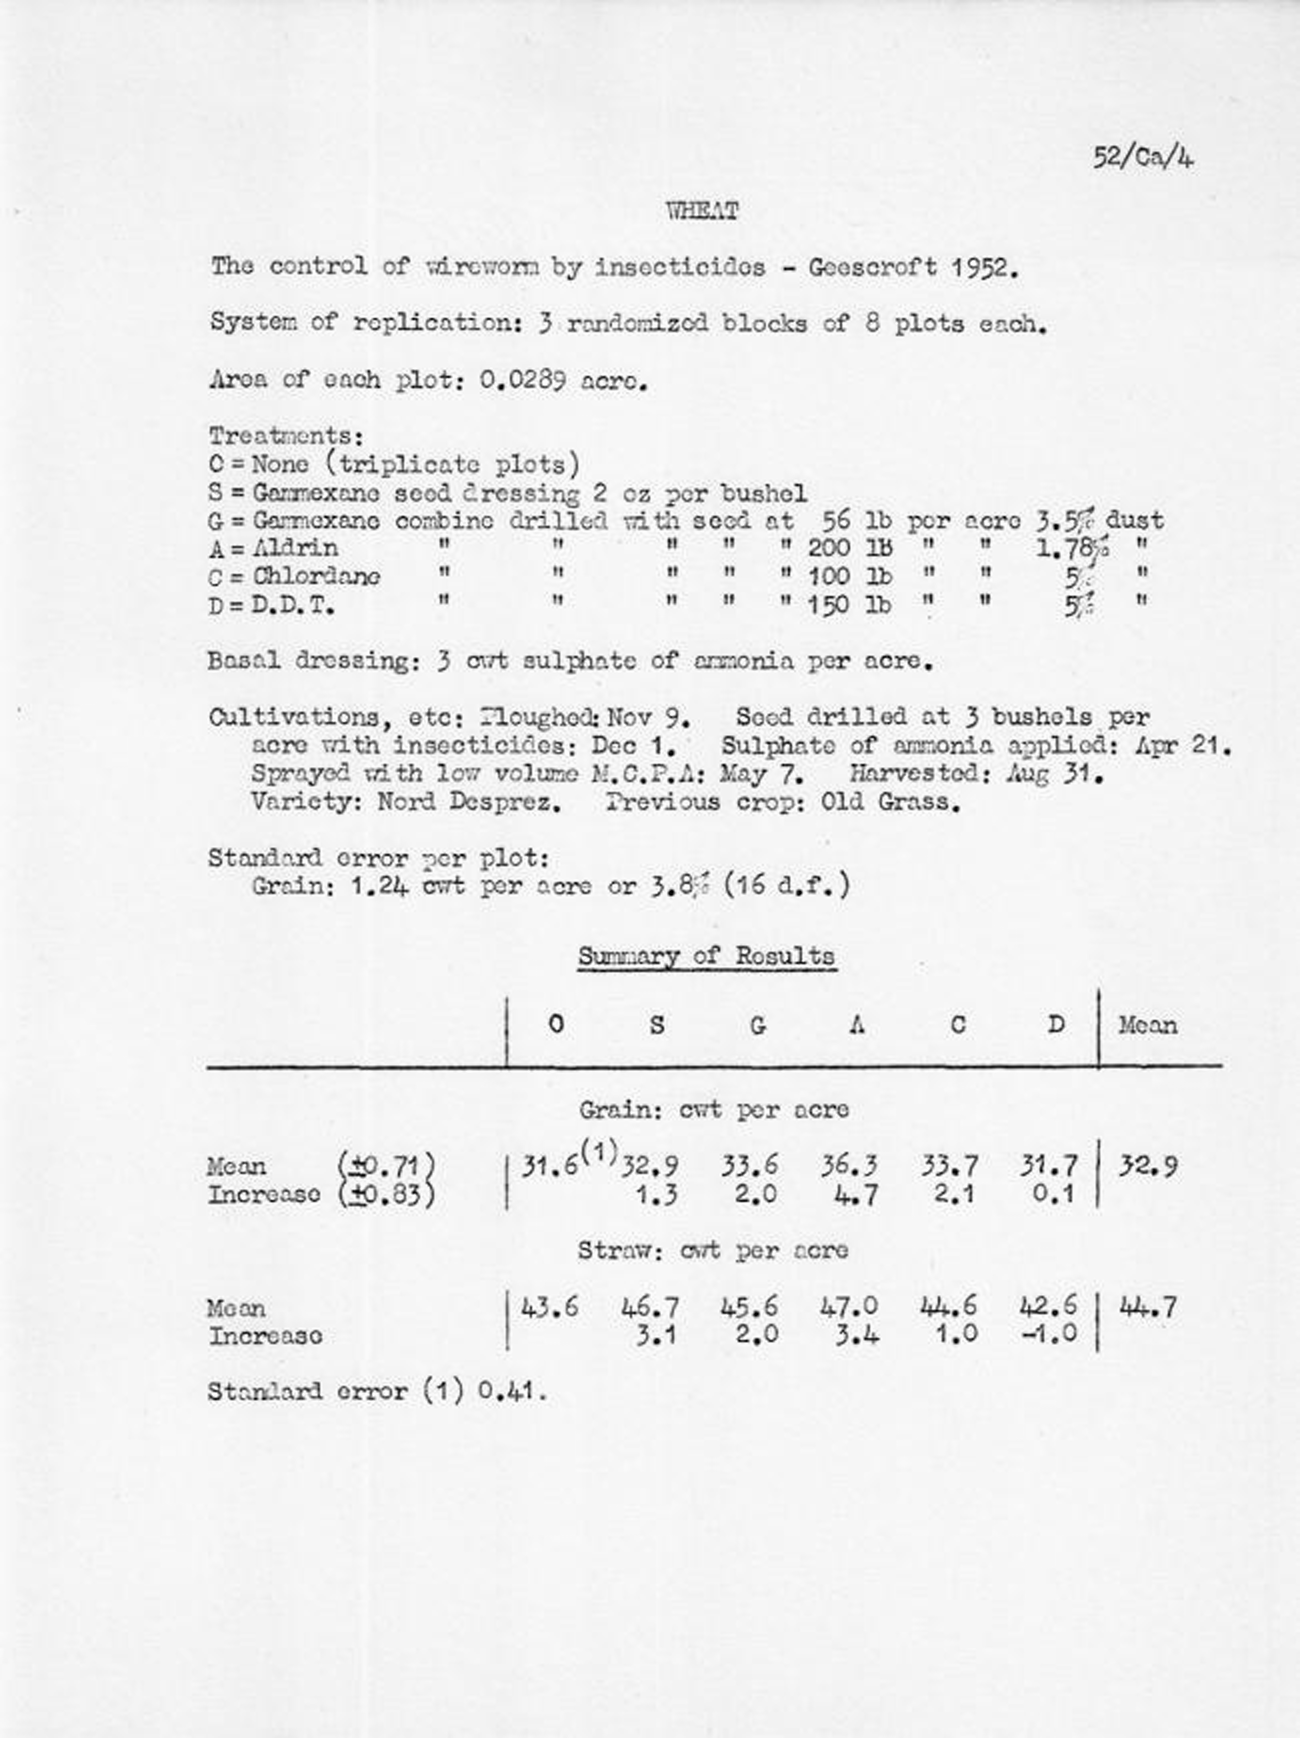 52/Ca/4
WHEAT
The control of wireworm by insecticides - Geescroft 1952.
System of replication: 3 randomized blocks of 8 plots each.
Area of each plot: 0.0289 acre.
Treatments:
O = None (triplicate plots)
S = Gammexane seed dressing 2 oz per bushel
G = Gammexane combine drilled with seed at 56 lb per acre 3.5% dust
A = Aldrin " " " " " 200 lb " " 1.78% "
C = Chlordane " " " " " 100 lb " " 5% "
D = D.D.T. " " " " " 150 lb " " 5% "
Basal dressing: 3 cwt sulphate of ammonia per acre.
Cultivations, etc: Ploughed: Nov 9. Seed drilled at 3 bushels per
acre with insecticides: Dec 1. Sulphate of ammonia applied: Apr 21.
Sprayed with low volume M.C.P.A: May 7. Harvested: Aug 31.
Variety: Nord Desprez. Previous crop: Old Grass.
Standard error per plot:
Grain: 1.24 cwt per acre or 3.8% (16 d.f.)
Summary of Results
O S G A C D Mean
Grain: cwt per acre
Mean (±0.71) 31.6(1) 32.9 33.6 36.3 33.7 31.7 32.9
Increase (±0.83) 1.3 2.0 4.7 2.1 0.1
Straw: cwt per acre
Mean 43.6 46.7 45.6 47.0 44.6 42.6 44.7
Increase 3.1 2.0 3.4 1.0 -1.0
Standard error (1) 0.41.